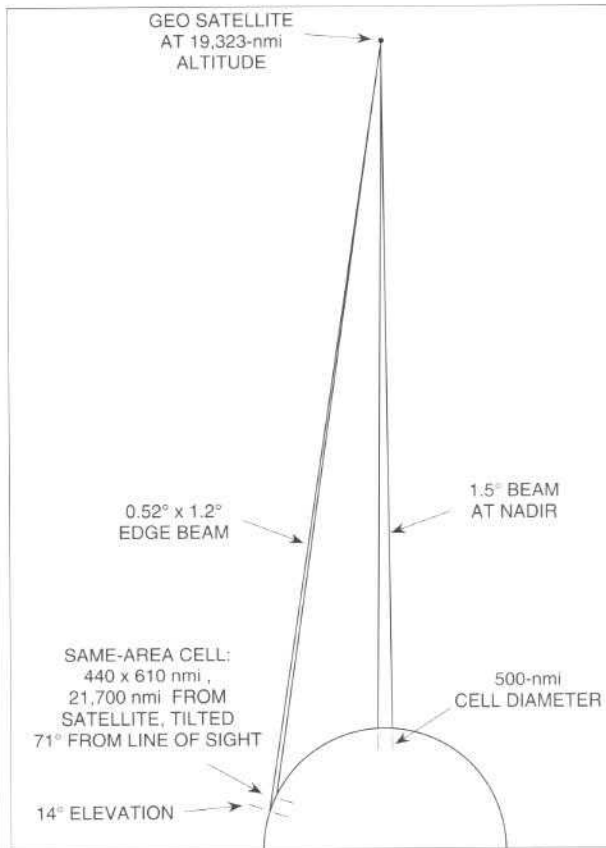 GEO SATELLITE
AT 19,323-nmi
ALTITUDE
0.52° x 1.2°
EDGE BEAM
1.5° BEAM
AT NADIR
SAME-AREA CELL:
440 x 610 nmi ,
21,700 nmi FROM
SATELLITE, TILTED
71° FROM LINE OF SIGHT
500-nmi
CELL DIAMETER
14° ELEVATION